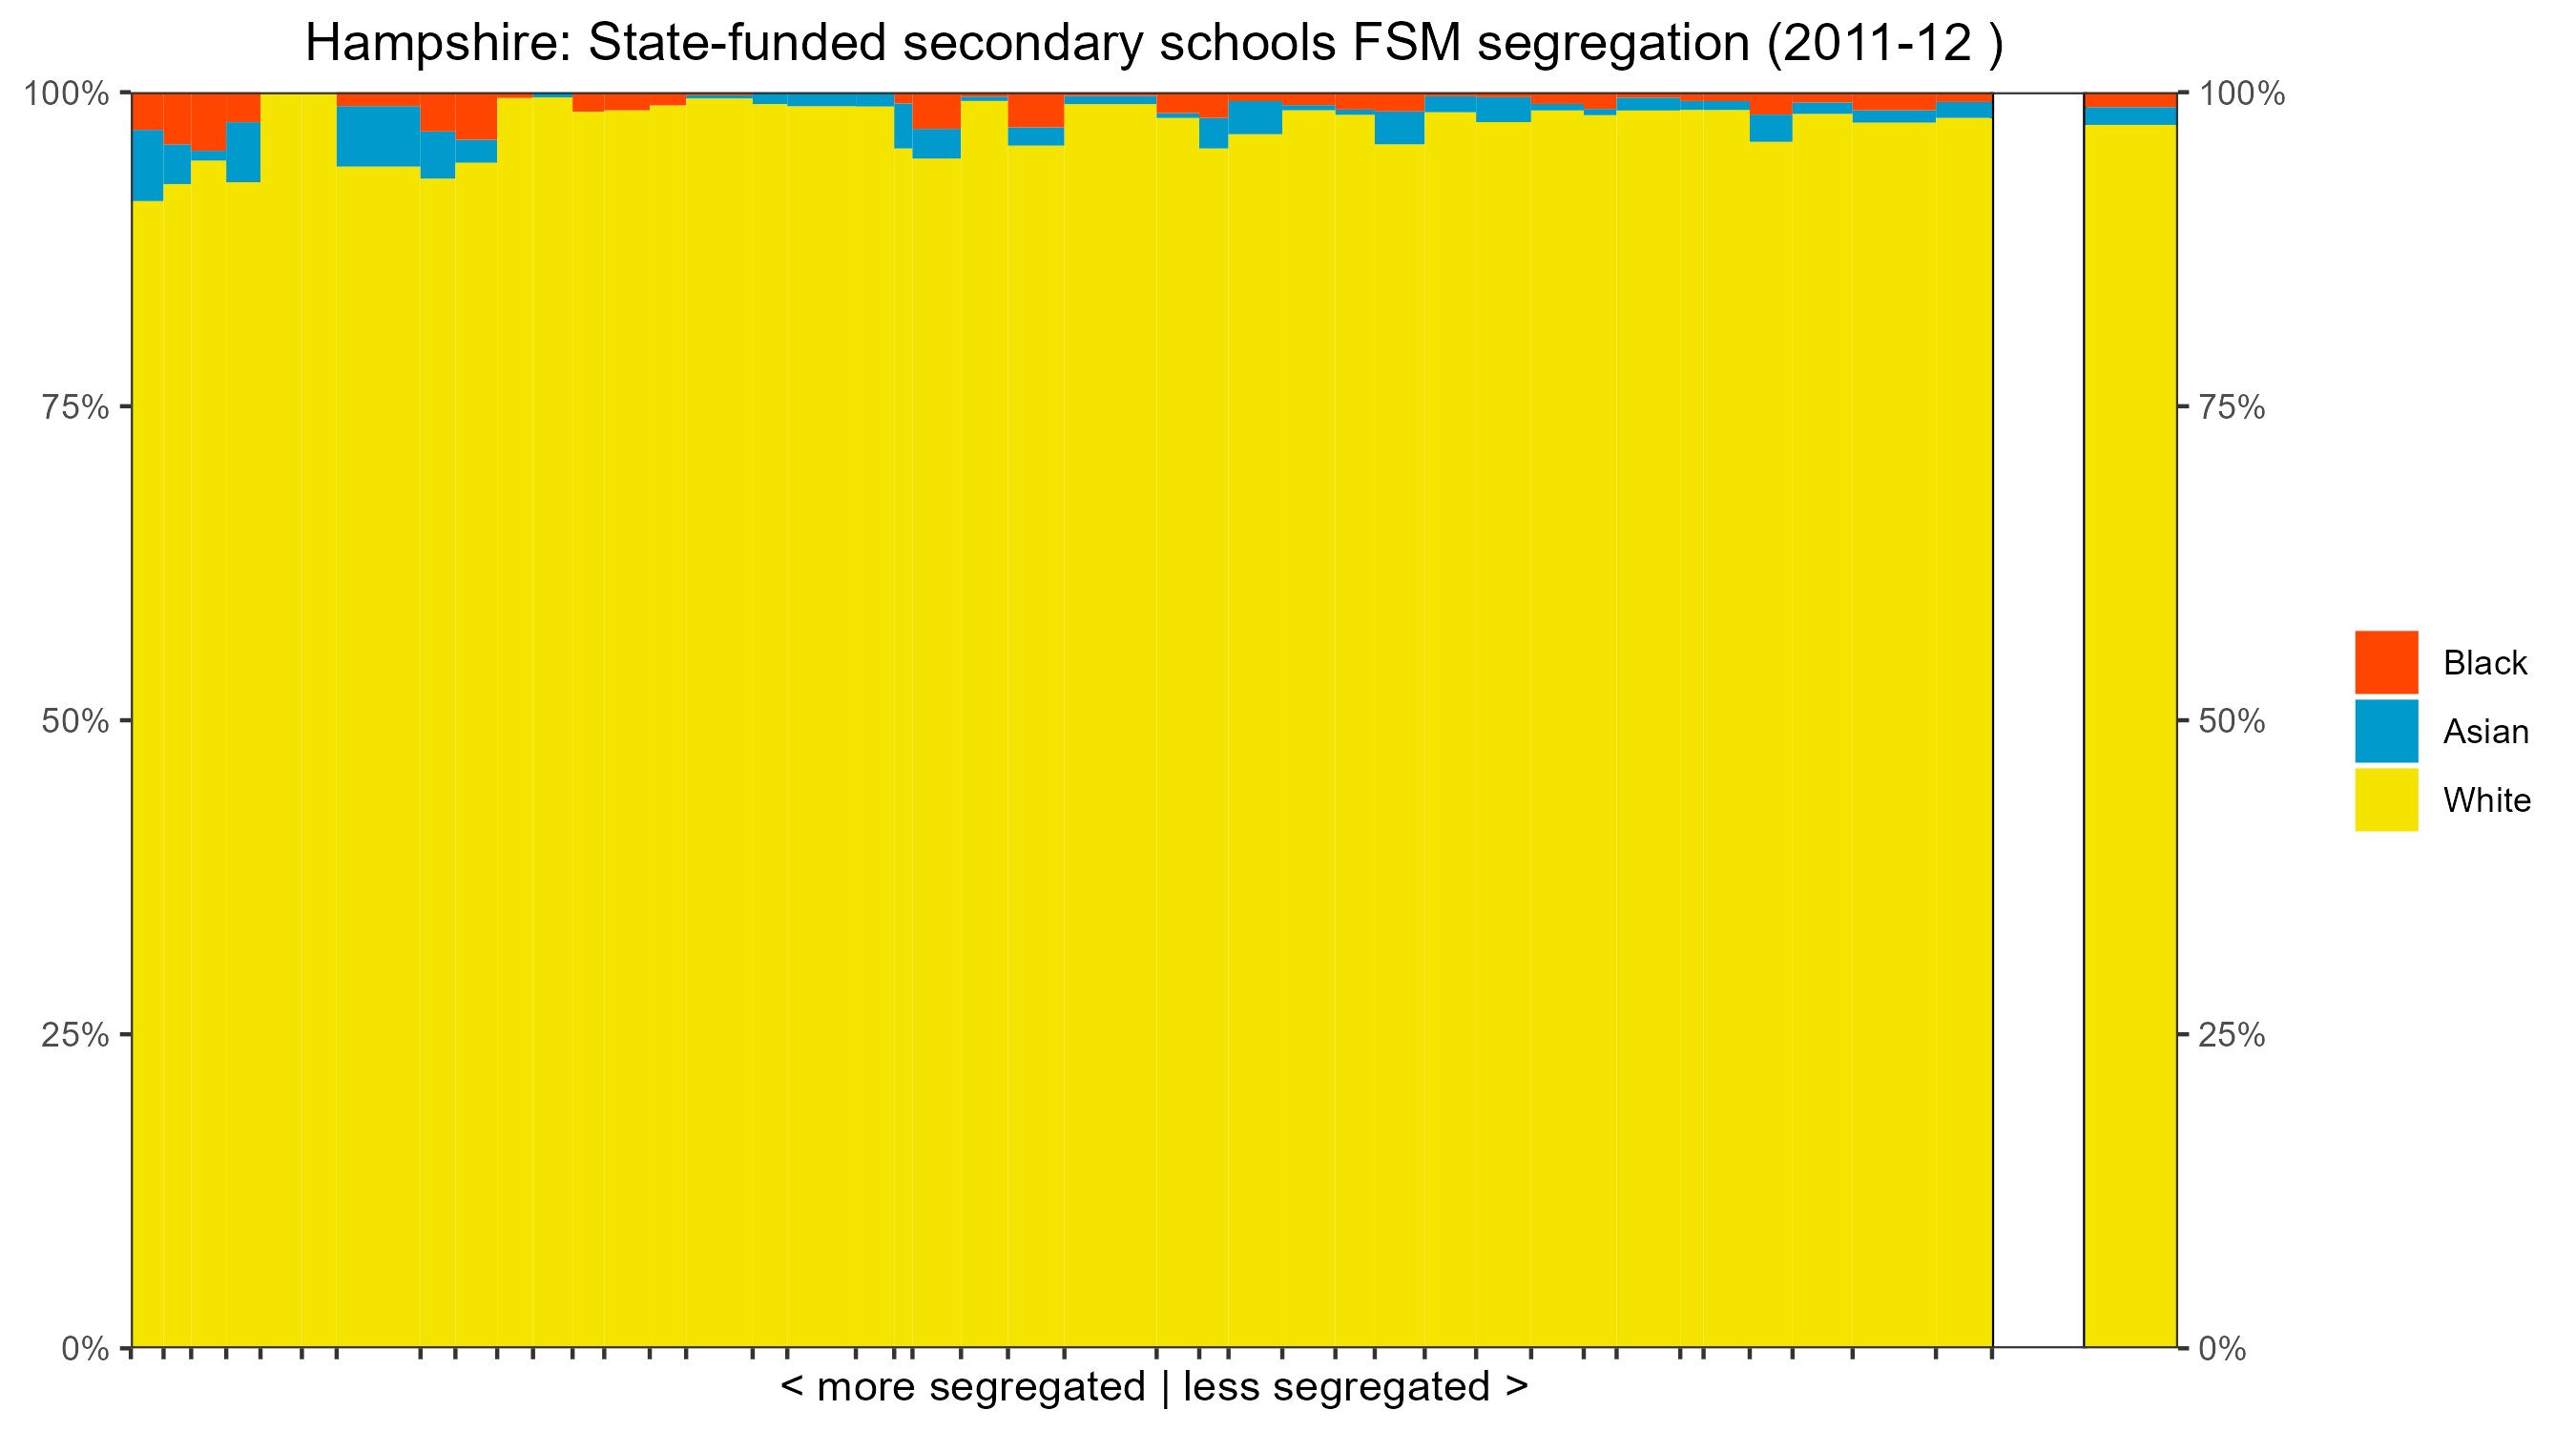 Hampshire: State-funded secondary schools FSM segregation (2011-12 )
100%
75%
50%
25%
0%
100%
75%
50%
25%
0%
Black
Asian
White
< more segregated | less segregated >